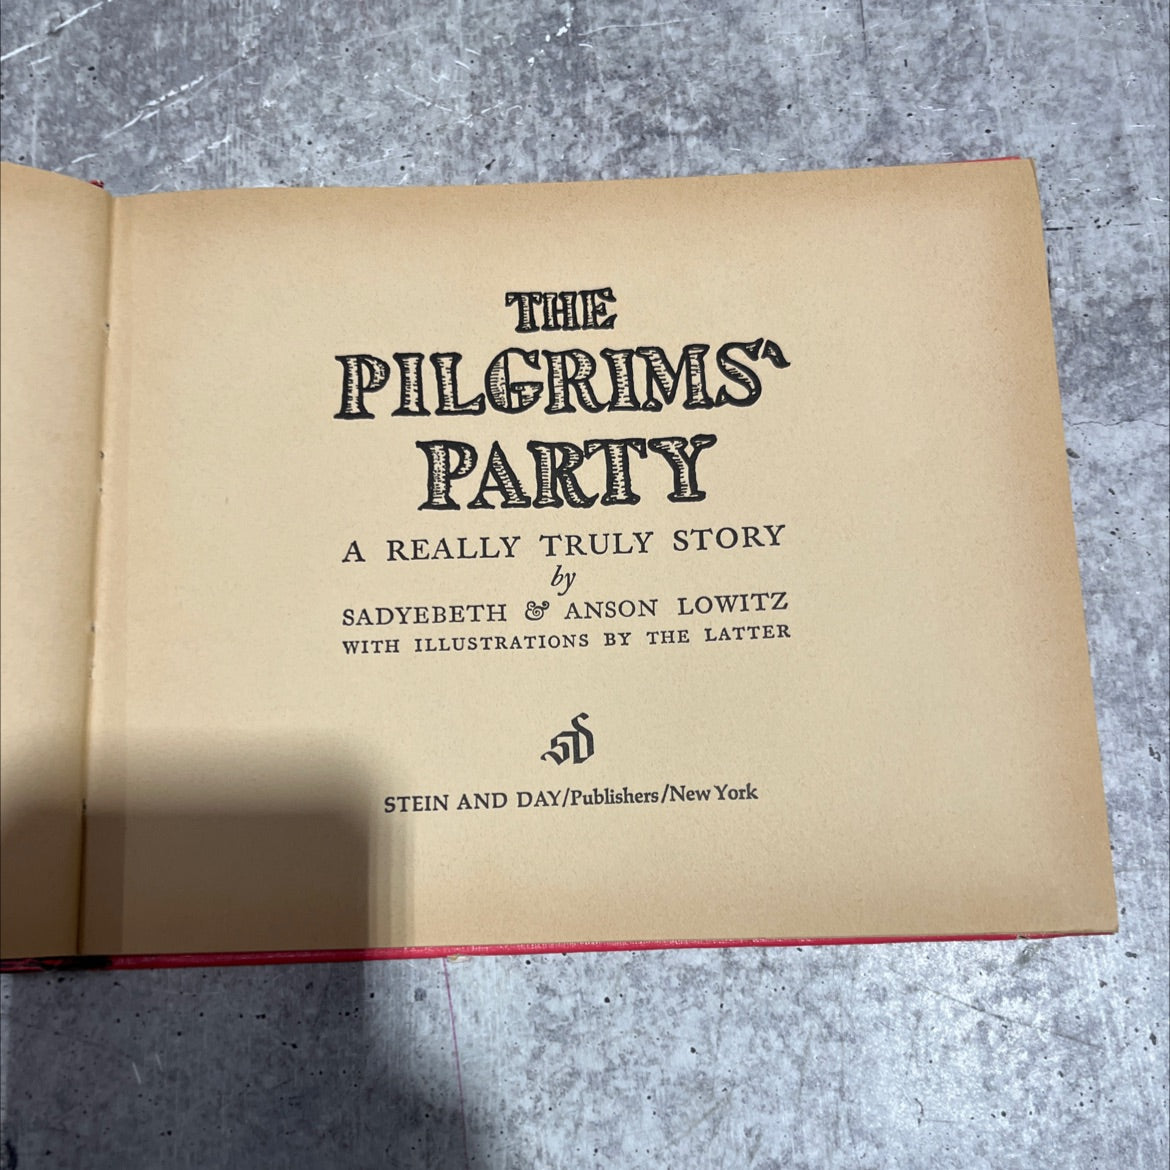 THE
PILGRIMS'
PARTY
A REALLY TRULY STORY
by
SADYEBETH & ANSON LOWITZ
WITH ILLUSTRATIONS BY THE LATTER
SD
STEIN AND DAY/Publishers/New York